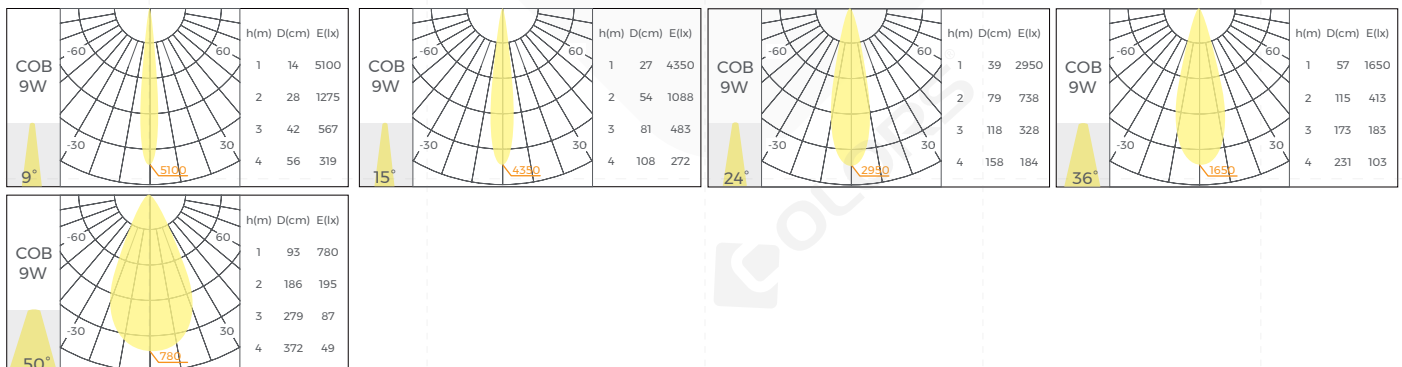 h(m) D(cm) E(lx)
-60 60
COB
9W
1 14 5100
2 28 1275
3 42 567
-30 30
4 56 319
5100
9°
h(m) D(cm) E(lx)
-60 60
COB
9W
1 27 4350
2 54 1088
3 81 483
-30 30
4 108 272
4350
15°
h(m) D(cm) E(lx)
-60 60
COB
9W
1 39 2950
2 79 738
3 118 328
-30 30
4 158 184
2950
24°
h(m) D(cm) E(lx)
-60 60
COB
9W
1 57 1650
2 115 413
3 173 183
-30 30
4 231 103
1650
36°
h(m) D(cm) E(lx)
-60 60
COB
9W
1 93 780
2 186 195
3 279 87
-30 30
4 372 49
780
50°